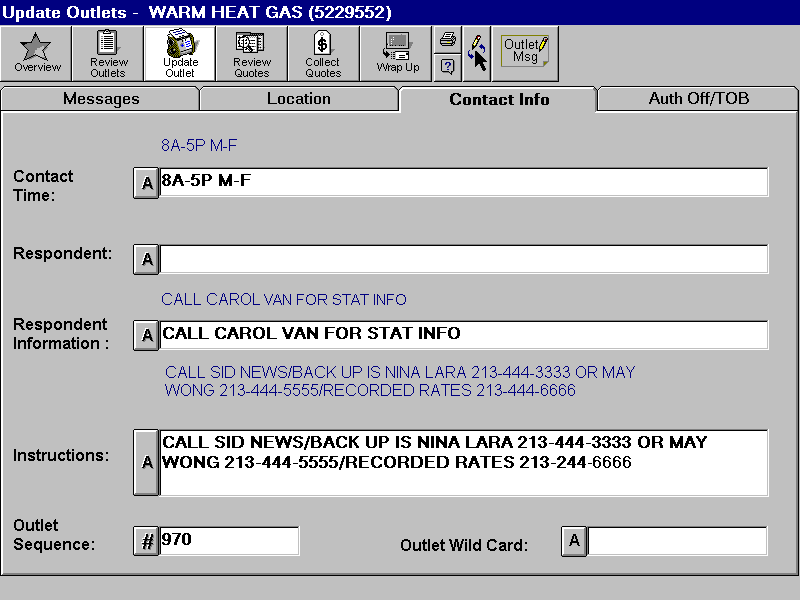 Update Outlets - WARM HEAT GAS (5229552)
Overview
Review Outlets
Update Outlet
Review Quotes
$
Collect Quotes
Wrap Up
?
Outlet Msg
Messages
Location
Contact Info
Auth Off/TOB
8A-5P M-F
Contact Time:
A
8A-5P M-F
Respondent:
A
CALL CAROL VAN FOR STAT INFO
Respondent Information :
A
CALL CAROL VAN FOR STAT INFO
CALL SID NEWS/BACK UP IS NINA LARA 213-444-3333 OR MAY
WONG 213-444-5555/RECORDED RATES 213-444-6666
Instructions:
A
CALL SID NEWS/BACK UP IS NINA LARA 213-444-3333 OR MAY
WONG 213-444-5555/RECORDED RATES 213-244-6666
Outlet Sequence:
#
970
Outlet Wild Card:
A